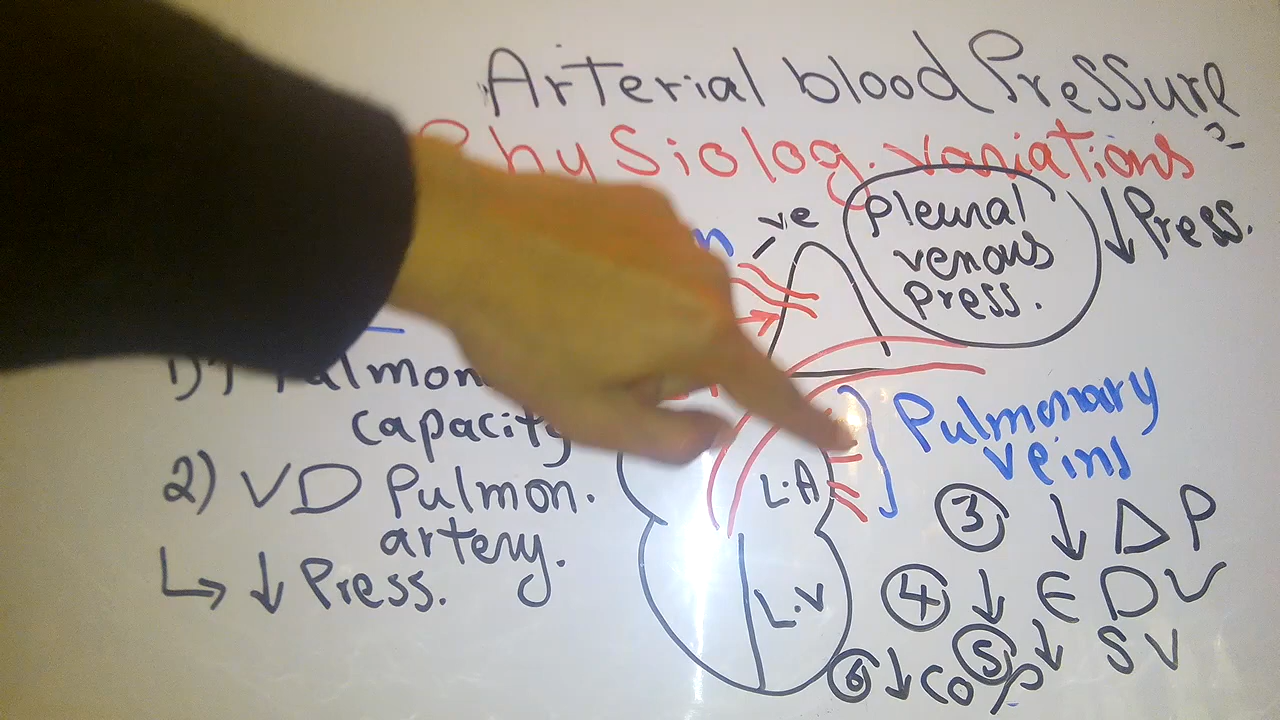 Arterial blood Pressure
Physiolog. variations
-ve
Pleural
venous
Press.
↓ Press.
capacity
2) VD Pulmon.
artery.
↳ ↓ Press.
Pulmonary
veins
L.A
L.V
③ ↓ ΔP
④ ↓ EDV
⑤ ↓ SV
⑥ ↓ CO